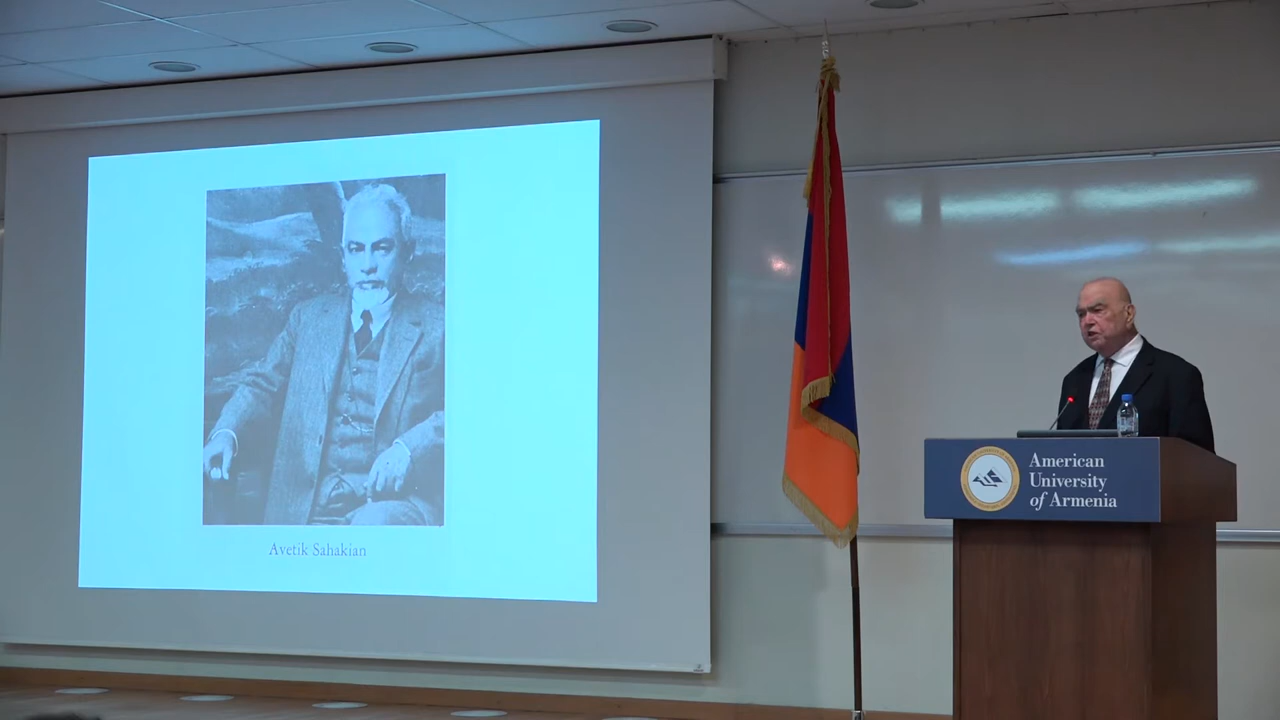 Avetik Sahakian
American
University
of Armenia